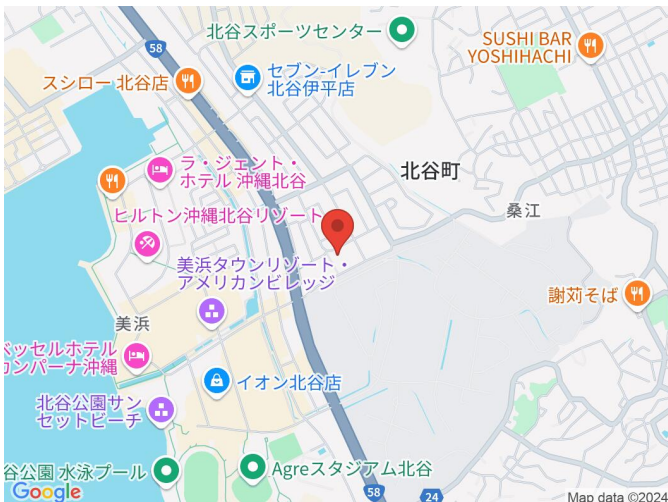 北谷スポーツセンター
58
SUSHI BAR
YOSHIHACHI
スシロー 北谷店
セブン-イレブン
北谷伊平店
ラ・ジェント・
ホテル 沖縄北谷
北谷町
桑江
ヒルトン沖縄北谷リゾート
美浜タウンリゾート・
アメリカンビレッジ
謝苅そば
美浜
ベッセルホテル
カンパーナ沖縄
イオン北谷店
北谷公園サン
セットビーチ
谷公園 水泳プール
Agreスタジアム北谷
Google
58
24
Map data ©2024